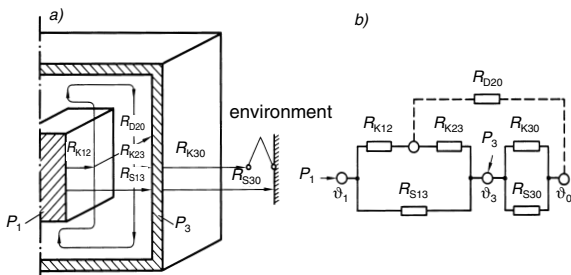 a)
b)
R_D20
environment
R_K12
R_K23
R_K30
R_S13
R_S30
P_1
P_3
R_D20
R_K12
R_K23
P_3
R_K30
P_1
ϑ_1
R_S13
ϑ_3
R_S30
ϑ_0